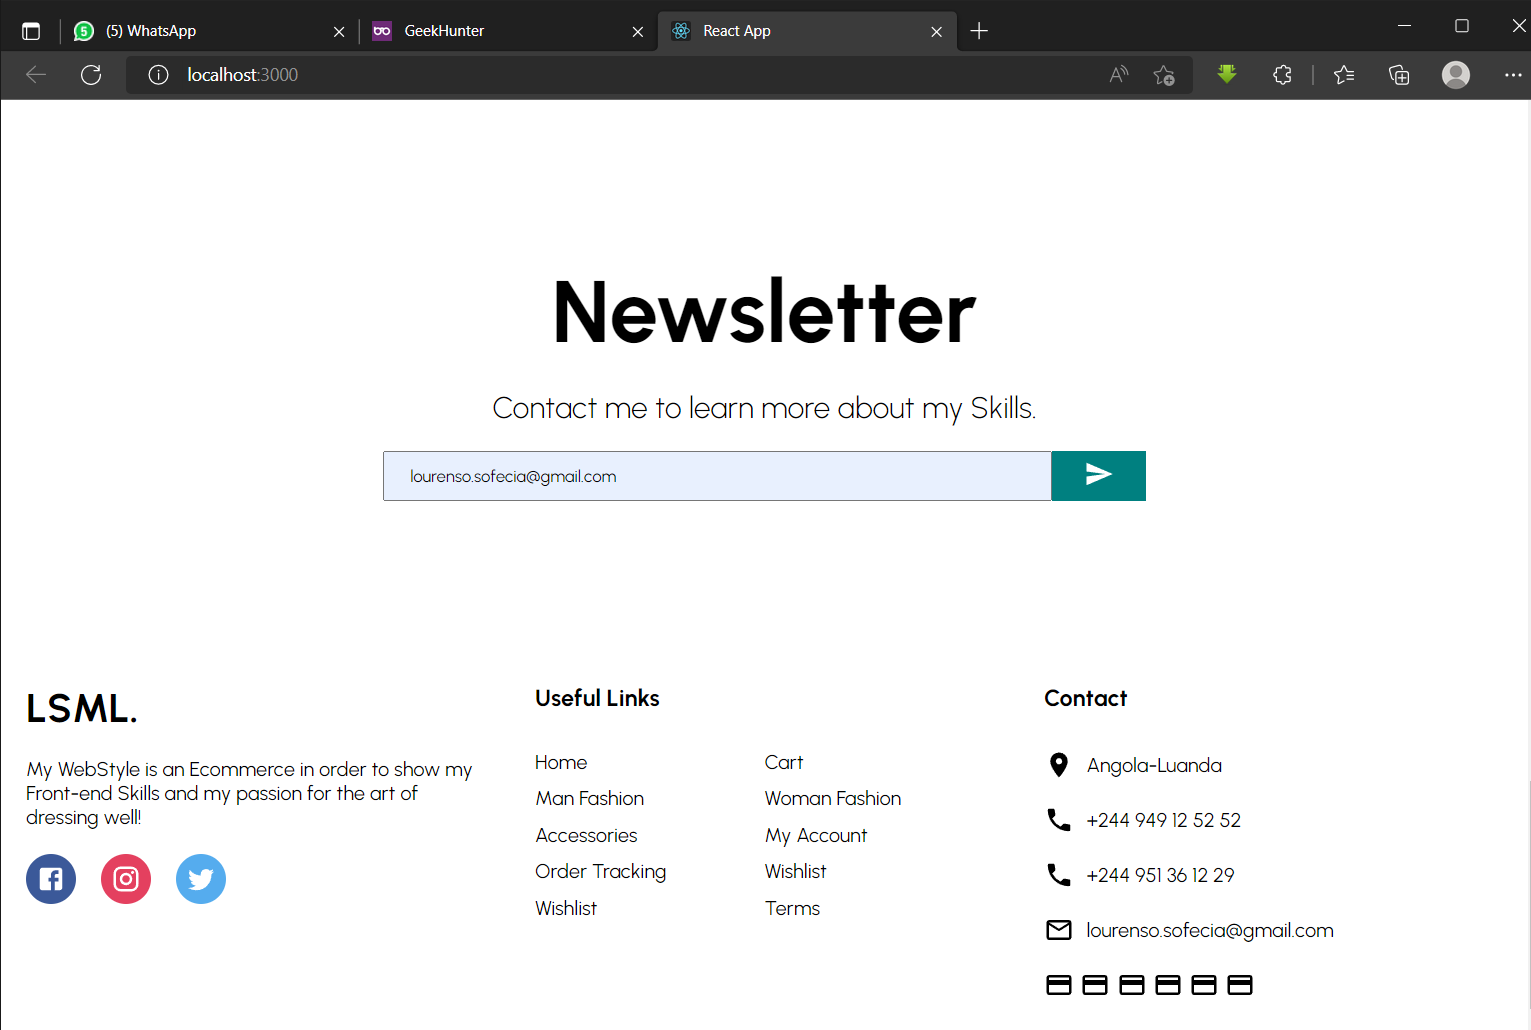 5 (5) WhatsApp
GeekHunter
React App
localhost:3000
Newsletter
Contact me to learn more about my Skills.
lourenso.sofecia@gmail.com
LSML.
My WebStyle is an Ecommerce in order to show my
Front-end Skills and my passion for the art of
dressing well!
Useful Links
Home
Man Fashion
Accessories
Order Tracking
Wishlist
Cart
Woman Fashion
My Account
Wishlist
Terms
Contact
Angola-Luanda
+244 949 12 52 52
+244 951 36 12 29
lourenso.sofecia@gmail.com